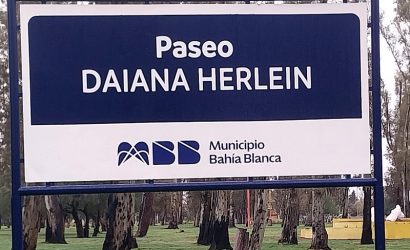 Paseo
DAIANA HERLEIN
MBB Municipio
Bahía Blanca